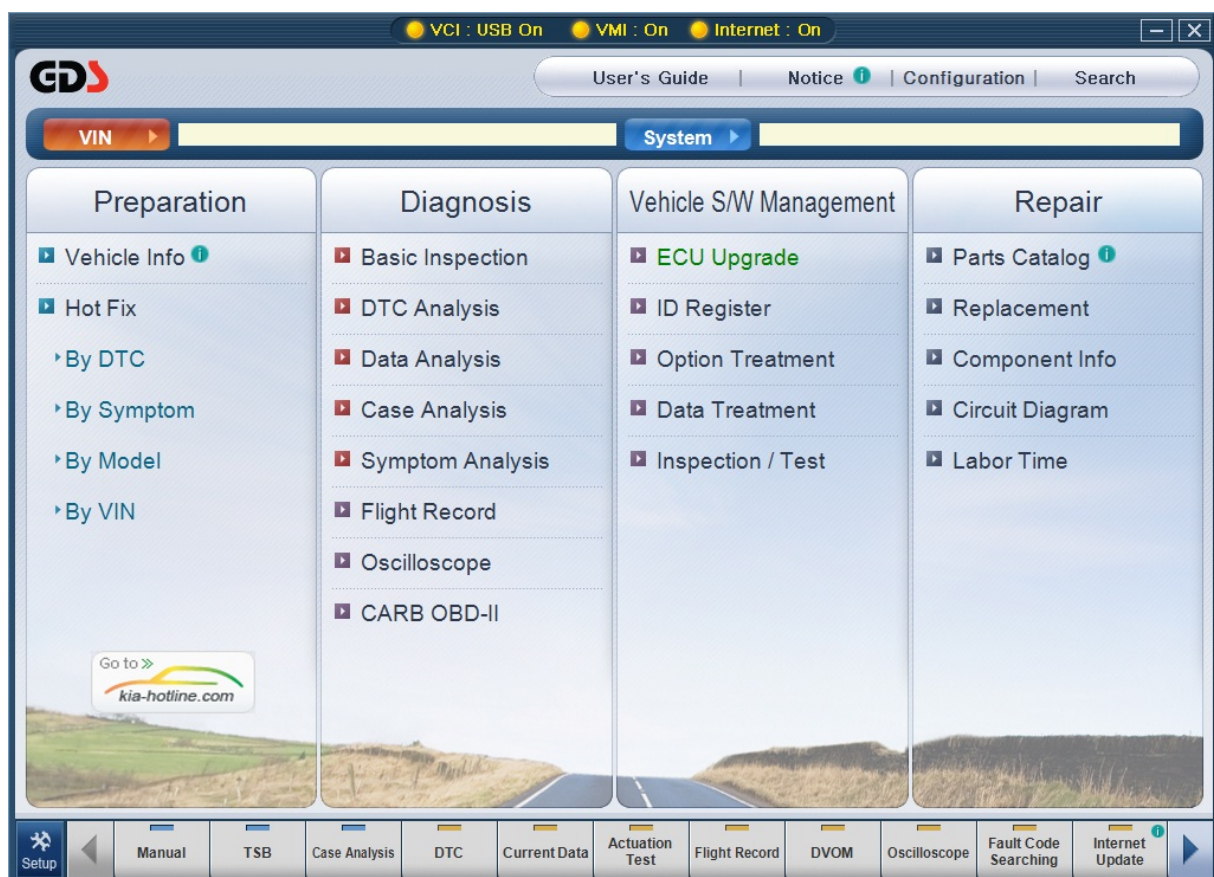 VCI : USB On VMI : On Internet : On
GDS
User's Guide | Notice i | Configuration | Search
VIN System
Preparation
Vehicle Info i
Hot Fix
By DTC
By Symptom
By Model
By VIN
Go to »
kia-hotline.com
Diagnosis
Basic Inspection
DTC Analysis
Data Analysis
Case Analysis
Symptom Analysis
Flight Record
Oscilloscope
CARB OBD-II
Vehicle S/W Management
ECU Upgrade
ID Register
Option Treatment
Data Treatment
Inspection / Test
Repair
Parts Catalog i
Replacement
Component Info
Circuit Diagram
Labor Time
Setup
Manual
TSB
Case Analysis
DTC
Current Data
Actuation
Test
Flight Record
DVOM
Oscilloscope
Fault Code
Searching
Internet
Update i